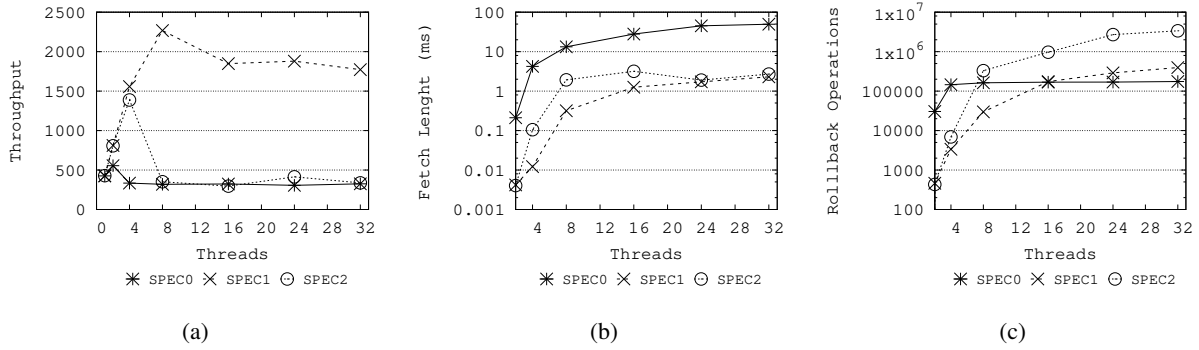 2500
2000
1500
1000
500
0
Throughput
0 4 8 12 16 20 24 28 32
Threads
SPEC0 SPEC1 SPEC2
(a)
100
10
1
0.1
0.01
0.001
Fetch Lenght (ms)
4 8 12 16 20 24 28 32
Threads
SPEC0 SPEC1 SPEC2
(b)
1x10^7
1x10^6
100000
10000
1000
100
Rolllback Operations
4 8 12 16 20 24 28 32
Threads
SPEC0 SPEC1 SPEC2
(c)